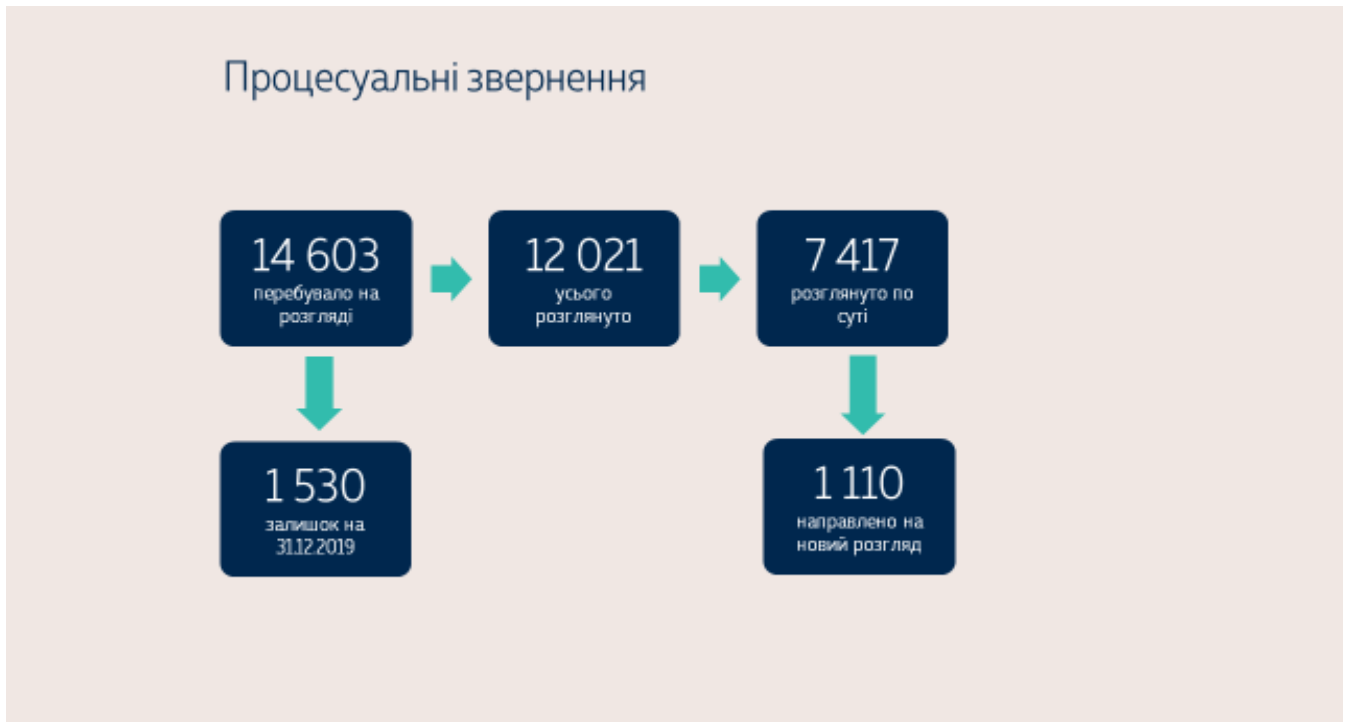 Процесуальні звернення
14 603
перебувало на
розгляді
12 021
усього
розглянуто
7 417
розглянуто по
суті
1 530
залишок на
31.12.2019
1 110
направлено на
новий розгляд